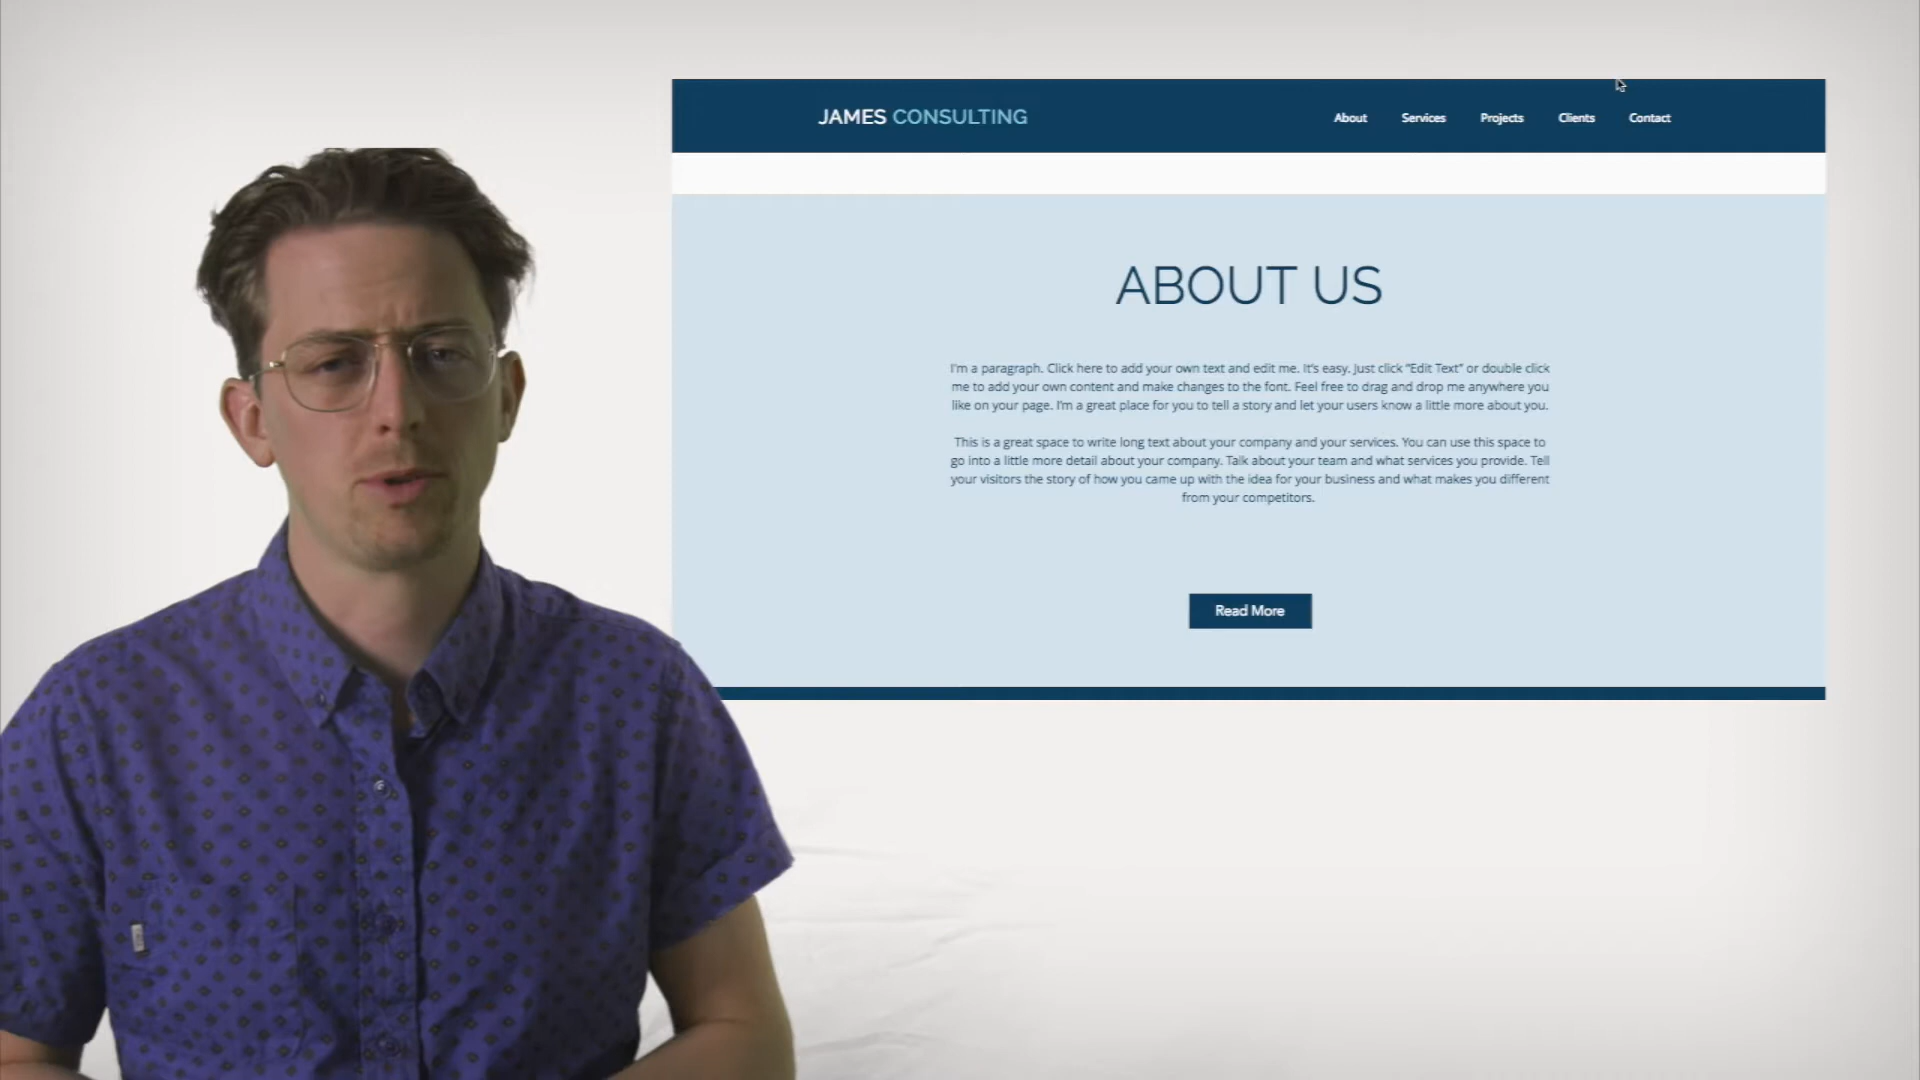 JAMES CONSULTING
About Services Projects Clients Contact
ABOUT US
I'm a paragraph. Click here to add your own text and edit me. It's easy. Just click "Edit Text" or double click
me to add your own content and make changes to the font. Feel free to drag and drop me anywhere you
like on your page. I'm a great place for you to tell a story and let your users know a little more about you.
This is a great space to write long text about your company and your services. You can use this space to
go into a little more detail about your company. Talk about your team and what services you provide. Tell
your visitors the story of how you came up with the idea for your business and what makes you different
from your competitors.
Read More